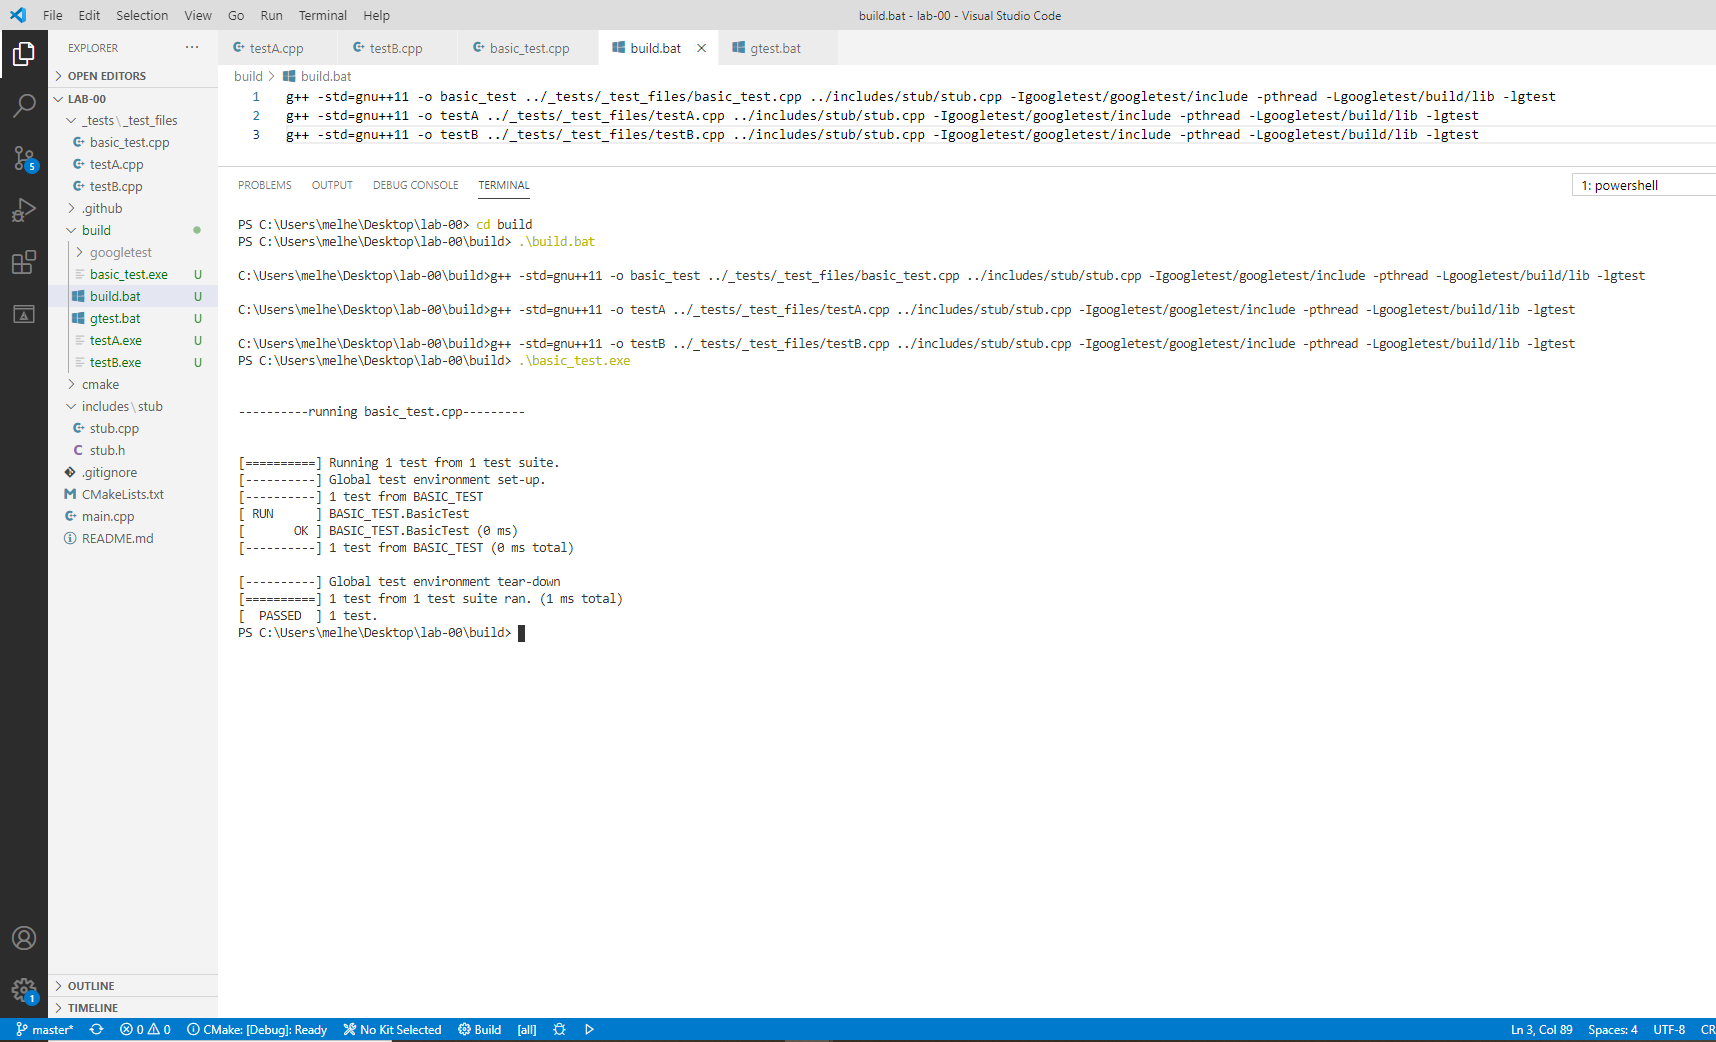 File Edit Selection View Go Run Terminal Help
build.bat - lab-00 - Visual Studio Code
EXPLORER ···
OPEN EDITORS
LAB-00
_tests\_test_files
basic_test.cpp
testA.cpp
testB.cpp
.github
build
googletest
basic_test.exe U
build.bat U
gtest.bat U
testA.exe U
testB.exe U
cmake
includes\stub
stub.cpp
stub.h
.gitignore
CMakeLists.txt
main.cpp
README.md
OUTLINE
TIMELINE
5
1
testA.cpp testB.cpp basic_test.cpp build.bat gtest.bat
build > build.bat
1 g++ -std=gnu++11 -o basic_test ../_tests/_test_files/basic_test.cpp ../includes/stub/stub.cpp -Igoogletest/googletest/include -pthread -Lgoogletest/build/lib -lgtest
2 g++ -std=gnu++11 -o testA ../_tests/_test_files/testA.cpp ../includes/stub/stub.cpp -Igoogletest/googletest/include -pthread -Lgoogletest/build/lib -lgtest
3 g++ -std=gnu++11 -o testB ../_tests/_test_files/testB.cpp ../includes/stub/stub.cpp -Igoogletest/googletest/include -pthread -Lgoogletest/build/lib -lgtest
PROBLEMS OUTPUT DEBUG CONSOLE TERMINAL
1: powershell
PS C:\Users\melhe\Desktop\lab-00> cd build
PS C:\Users\melhe\Desktop\lab-00\build> .\build.bat
C:\Users\melhe\Desktop\lab-00\build>g++ -std=gnu++11 -o basic_test ../_tests/_test_files/basic_test.cpp ../includes/stub/stub.cpp -Igoogletest/googletest/include -pthread -Lgoogletest/build/lib -lgtest
C:\Users\melhe\Desktop\lab-00\build>g++ -std=gnu++11 -o testA ../_tests/_test_files/testA.cpp ../includes/stub/stub.cpp -Igoogletest/googletest/include -pthread -Lgoogletest/build/lib -lgtest
C:\Users\melhe\Desktop\lab-00\build>g++ -std=gnu++11 -o testB ../_tests/_test_files/testB.cpp ../includes/stub/stub.cpp -Igoogletest/googletest/include -pthread -Lgoogletest/build/lib -lgtest
PS C:\Users\melhe\Desktop\lab-00\build> .\basic_test.exe
----------running basic_test.cpp---------
[==========] Running 1 test from 1 test suite.
[----------] Global test environment set-up.
[----------] 1 test from BASIC_TEST
[ RUN      ] BASIC_TEST.BasicTest
[       OK ] BASIC_TEST.BasicTest (0 ms)
[----------] 1 test from BASIC_TEST (0 ms total)
[----------] Global test environment tear-down
[==========] 1 test from 1 test suite ran. (1 ms total)
[  PASSED  ] 1 test.
PS C:\Users\melhe\Desktop\lab-00\build>
master* 0 0 CMake: [Debug]: Ready No Kit Selected Build [all] Ln 3, Col 89 Spaces: 4 UTF-8 CR